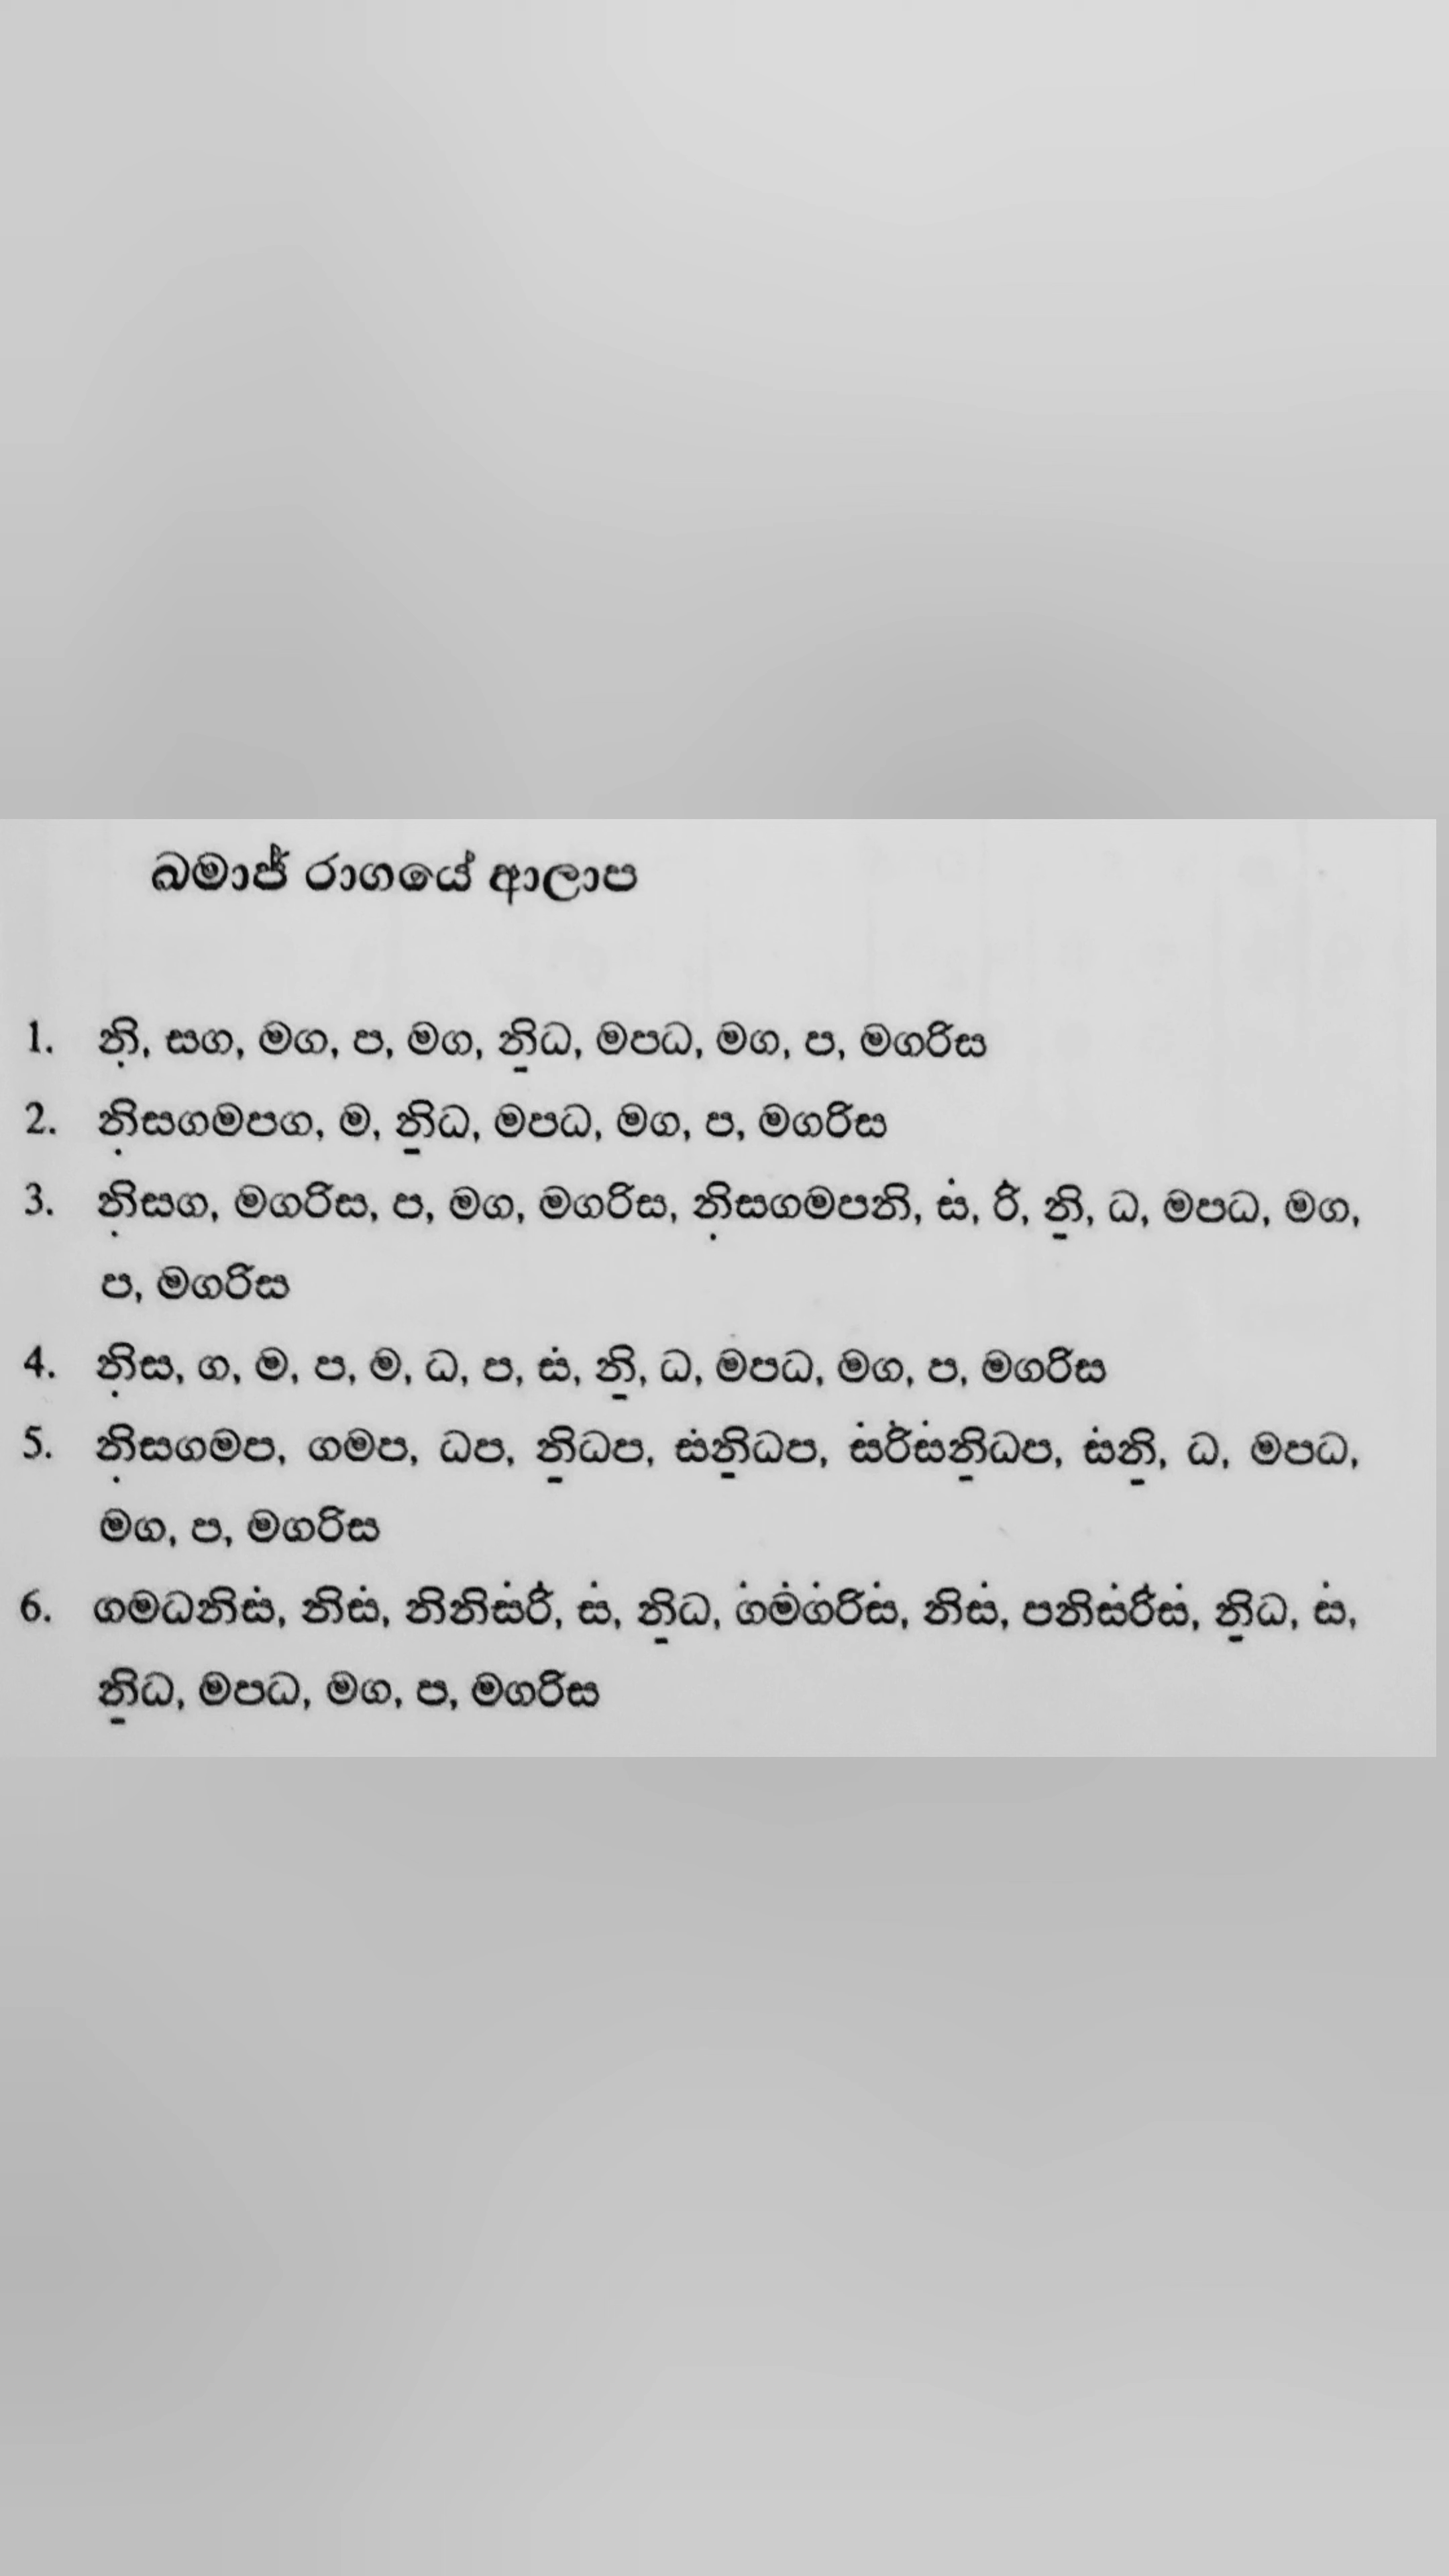 ඛමාජ් රාගයේ ආලාප
1. නි̣, සග, මග, ප, මග, නි̱ධ, මපධ, මග, ප, මගරිස
2. නි̣සගමපග, ම, නි̱ධ, මපධ, මග, ප, මගරිස
3. නි̣සග, මගරිස, ප, මග, මගරිස, නි̣සගමපනි, ස̇, රි̇, නි̱, ධ, මපධ, මග,
ප, මගරිස
4. නි̣ස, ග, ම, ප, ම, ධ, ප, ස̇, නි̱, ධ, මපධ, මග, ප, මගරිස
5. නි̣සගමප, ගමප, ධප, නි̱ධප, ස̇නි̱ධප, ස̇රි̇ස̇නි̱ධප, ස̇නි̱, ධ, මපධ,
මග, ප, මගරිස
6. ගමධනිස̇, නිස̇, නිනිස̇රි̇, ස̇, නි̱ධ, ග̇ම̇ග̇රි̇ස̇, නිස̇, පනිස̇රි̇ස̇, නි̱ධ, ස̇,
නි̱ධ, මපධ, මග, ප, මගරිස